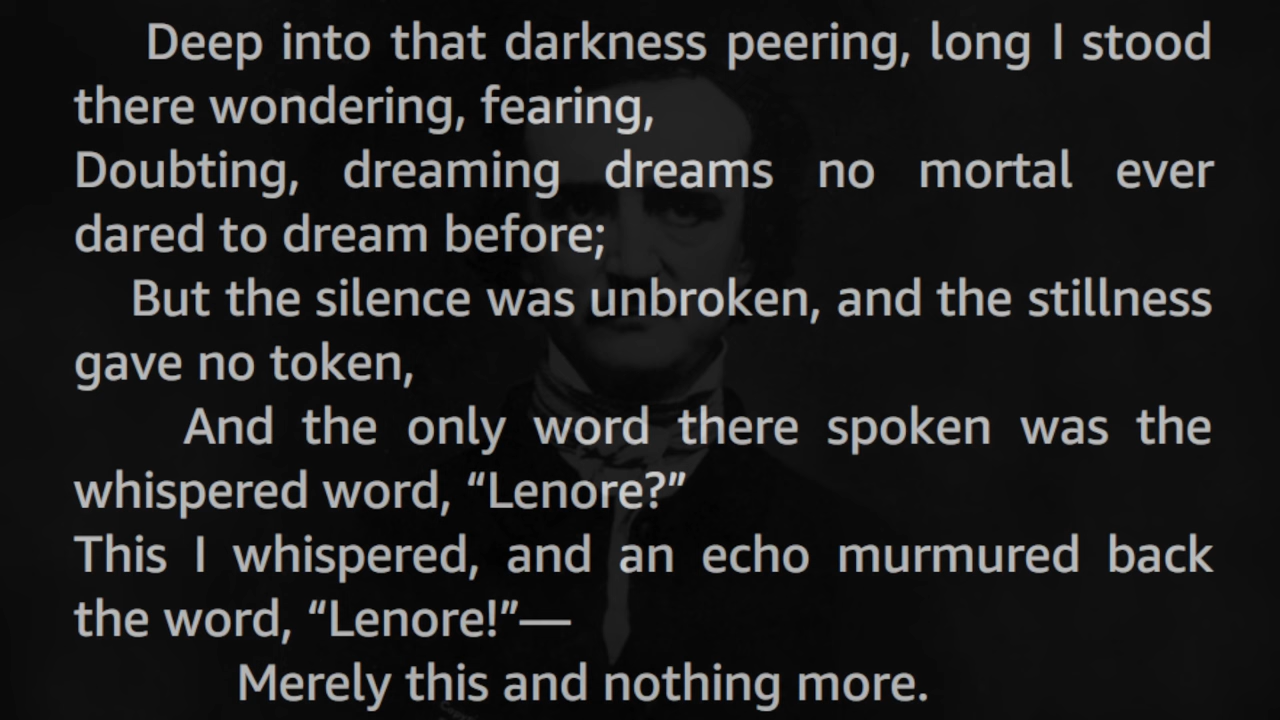 Deep into that darkness peering, long I stood
there wondering, fearing,
Doubting, dreaming dreams no mortal ever
dared to dream before;
But the silence was unbroken, and the stillness
gave no token,
And the only word there spoken was the
whispered word, “Lenore?”
This I whispered, and an echo murmured back
the word, “Lenore!”—
Merely this and nothing more.